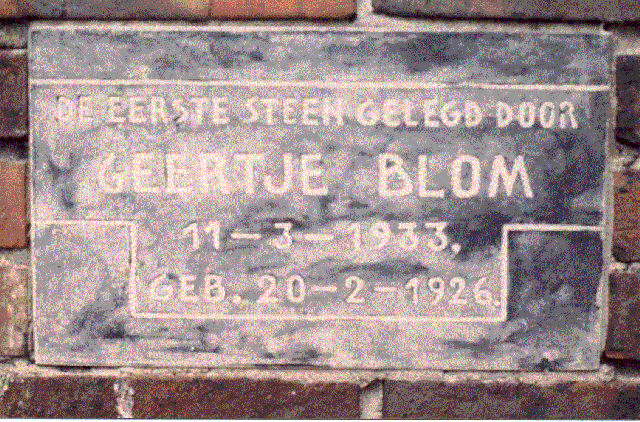 DE EERSTE STEEN GELEGD DOOR
GEERTJE BLOM
11-3-1933,
GEB. 20-2-1926.